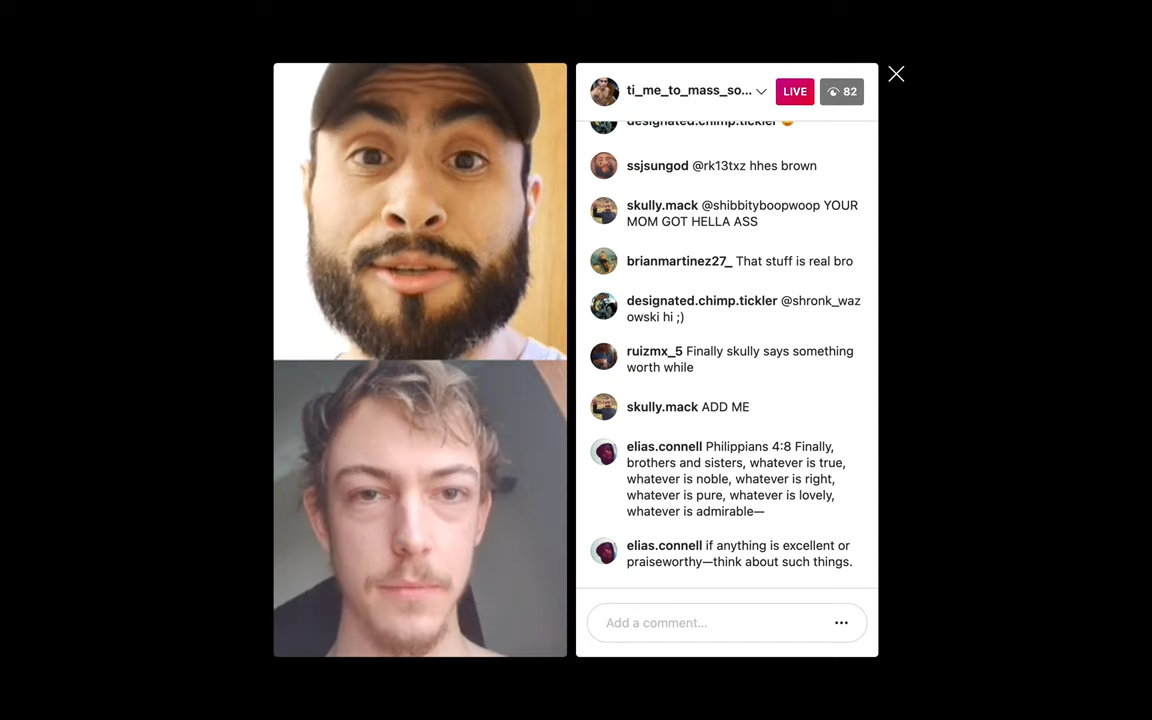 ti_me_to_mass_so...
LIVE
82
designated.chimp.tickler
ssjsungod @rk13txz hhes brown
skully.mack @shibbityboopwoop YOUR
MOM GOT HELLA ASS
brianmartinez27_ That stuff is real bro
designated.chimp.tickler @shronk_waz
owski hi ;)
ruizmx_5 Finally skully says something
worth while
skully.mack ADD ME
elias.connell Philippians 4:8 Finally,
brothers and sisters, whatever is true,
whatever is noble, whatever is right,
whatever is pure, whatever is lovely,
whatever is admirable—
elias.connell if anything is excellent or
praiseworthy—think about such things.
Add a comment...